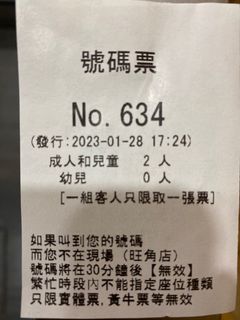 號碼票
No. 634
(發行:2023-01-28 17:24)
成人和兒童 2 人
幼兒 0 人
[一組客人只限取一張票]
如果叫到您的號碼
而您不在現場（旺角店）
號碼將在30分鐘後【無效】
繁忙時段內不能指定座位種類
只限實體票,黃牛票等無效